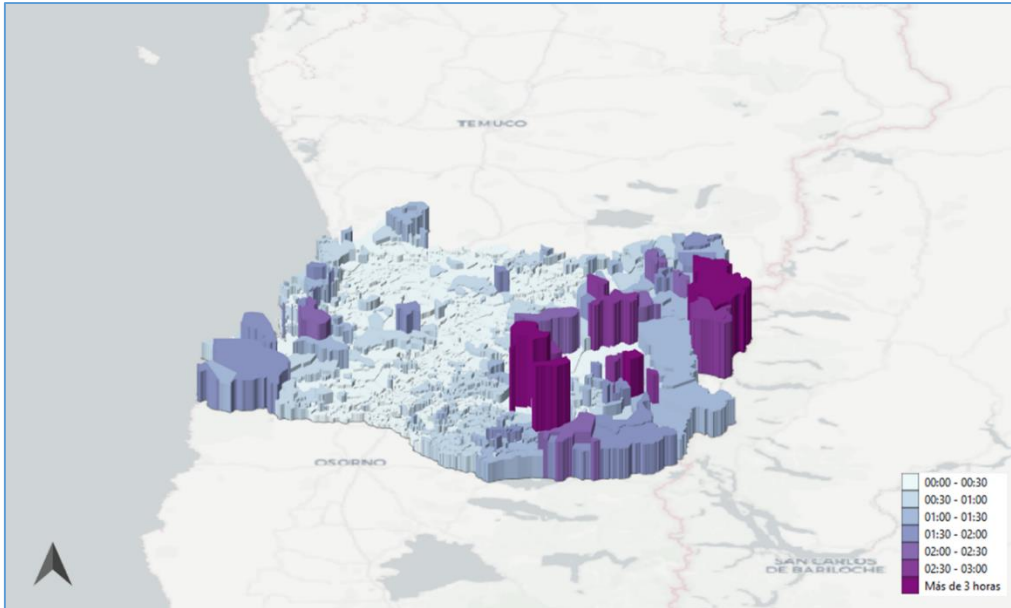 TEMUCO
OSORNO
SAN CARLOS
DE BARILOCHE
00:00 - 00:30
00:30 - 01:00
01:00 - 01:30
01:30 - 02:00
02:00 - 02:30
02:30 - 03:00
Más de 3 horas